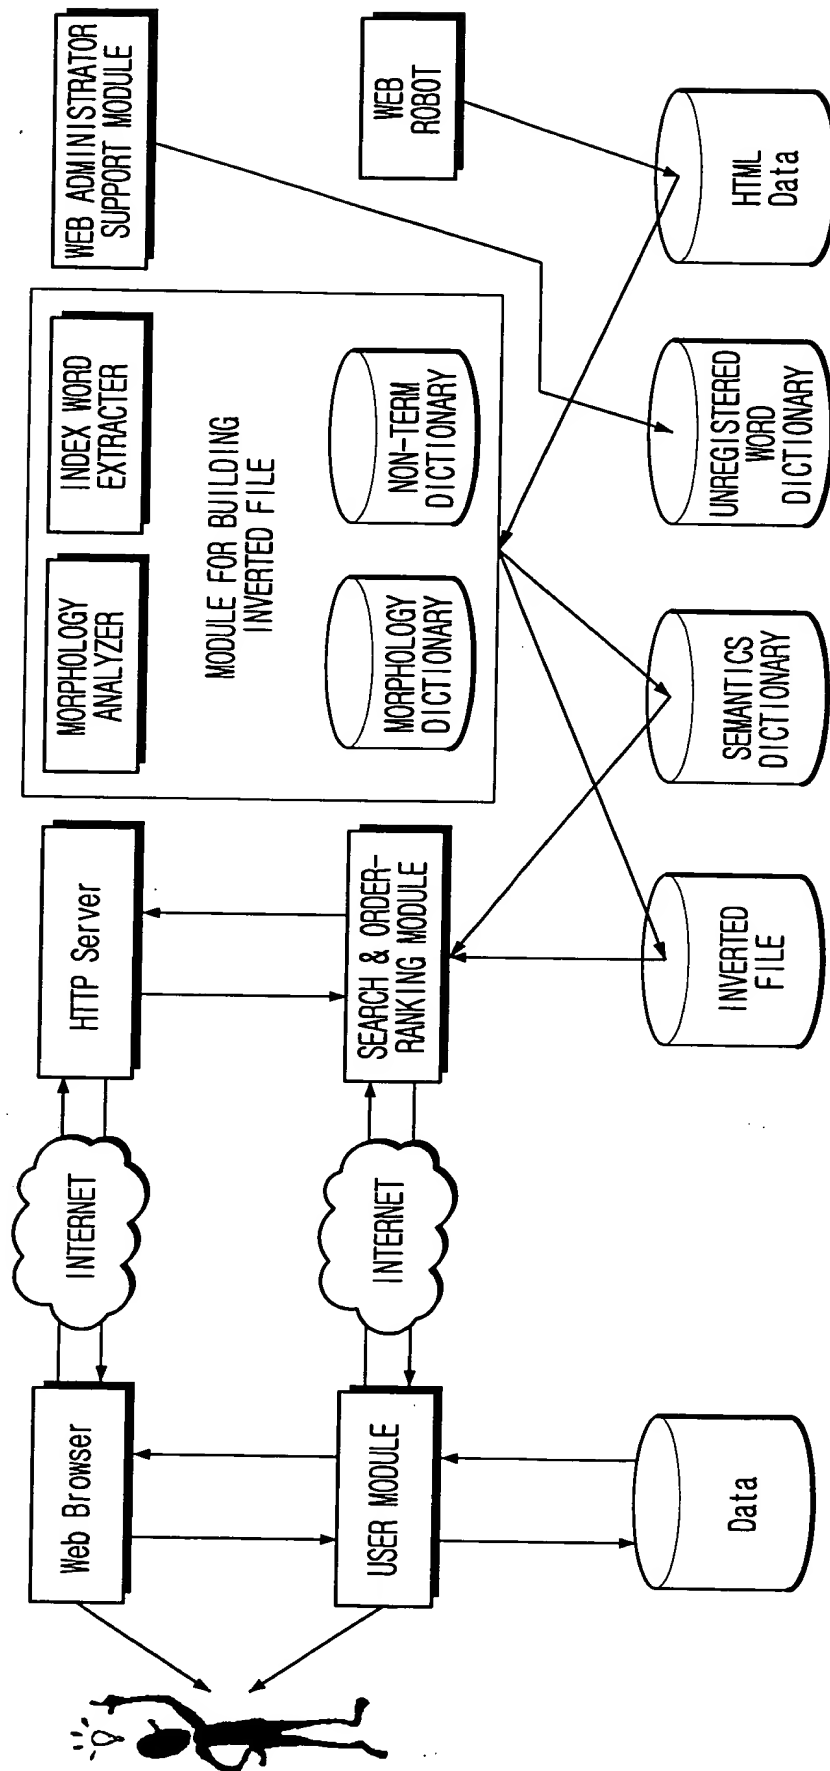 Web Browser
INTERNET
HTTP Server
MORPHOLOGY
ANALYZER
INDEX WORD
EXTRACTER
WEB ADMINISTRATOR
SUPPORT MODULE
MODULE FOR BUILDING
INVERTED FILE
USER MODULE
INTERNET
SEARCH & ORDER-
RANKING MODULE
MORPHOLOGY
DICTIONARY
NON-TERM
DICTIONARY
WEB
ROBOT
Data
INVERTED
FILE
SEMANTICS
DICTIONARY
UNREGISTERED
WORD
DICTIONARY
HTML
Data